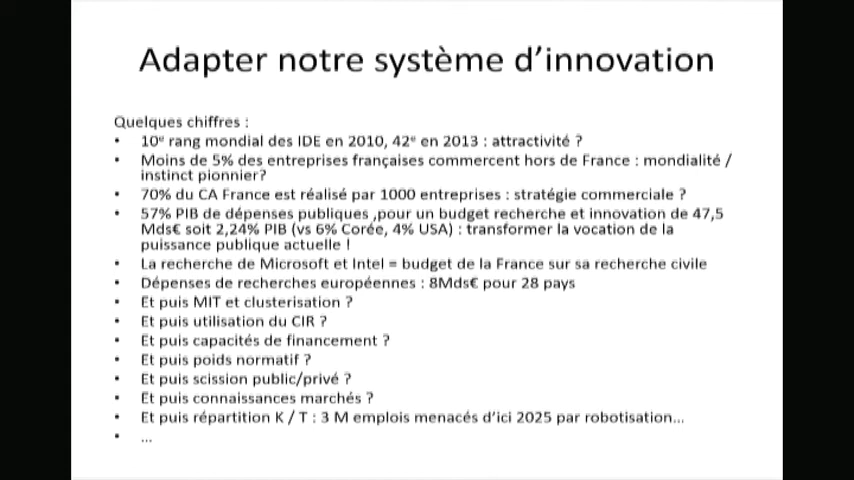 Adapter notre système d'innovation
Quelques chiffres :
• 10e rang mondial des IDE en 2010, 42e en 2013 : attractivité ?
• Moins de 5% des entreprises françaises commercent hors de France : mondialité /
instinct pionnier?
• 70% du CA France est réalisé par 1000 entreprises : stratégie commerciale ?
• 57% PIB de dépenses publiques ,pour un budget recherche et innovation de 47,5
Mds€ soit 2,24% PIB (vs 6% Corée, 4% USA) : transformer la vocation de la
puissance publique actuelle !
• La recherche de Microsoft et Intel = budget de la France sur sa recherche civile
• Dépenses de recherches européennes : 8Mds€ pour 28 pays
• Et puis MIT et clusterisation ?
• Et puis utilisation du CIR ?
• Et puis capacités de financement ?
• Et puis poids normatif ?
• Et puis scission public/privé ?
• Et puis connaissances marchés ?
• Et puis répartition K / T : 3 M emplois menacés d'ici 2025 par robotisation...
• ...